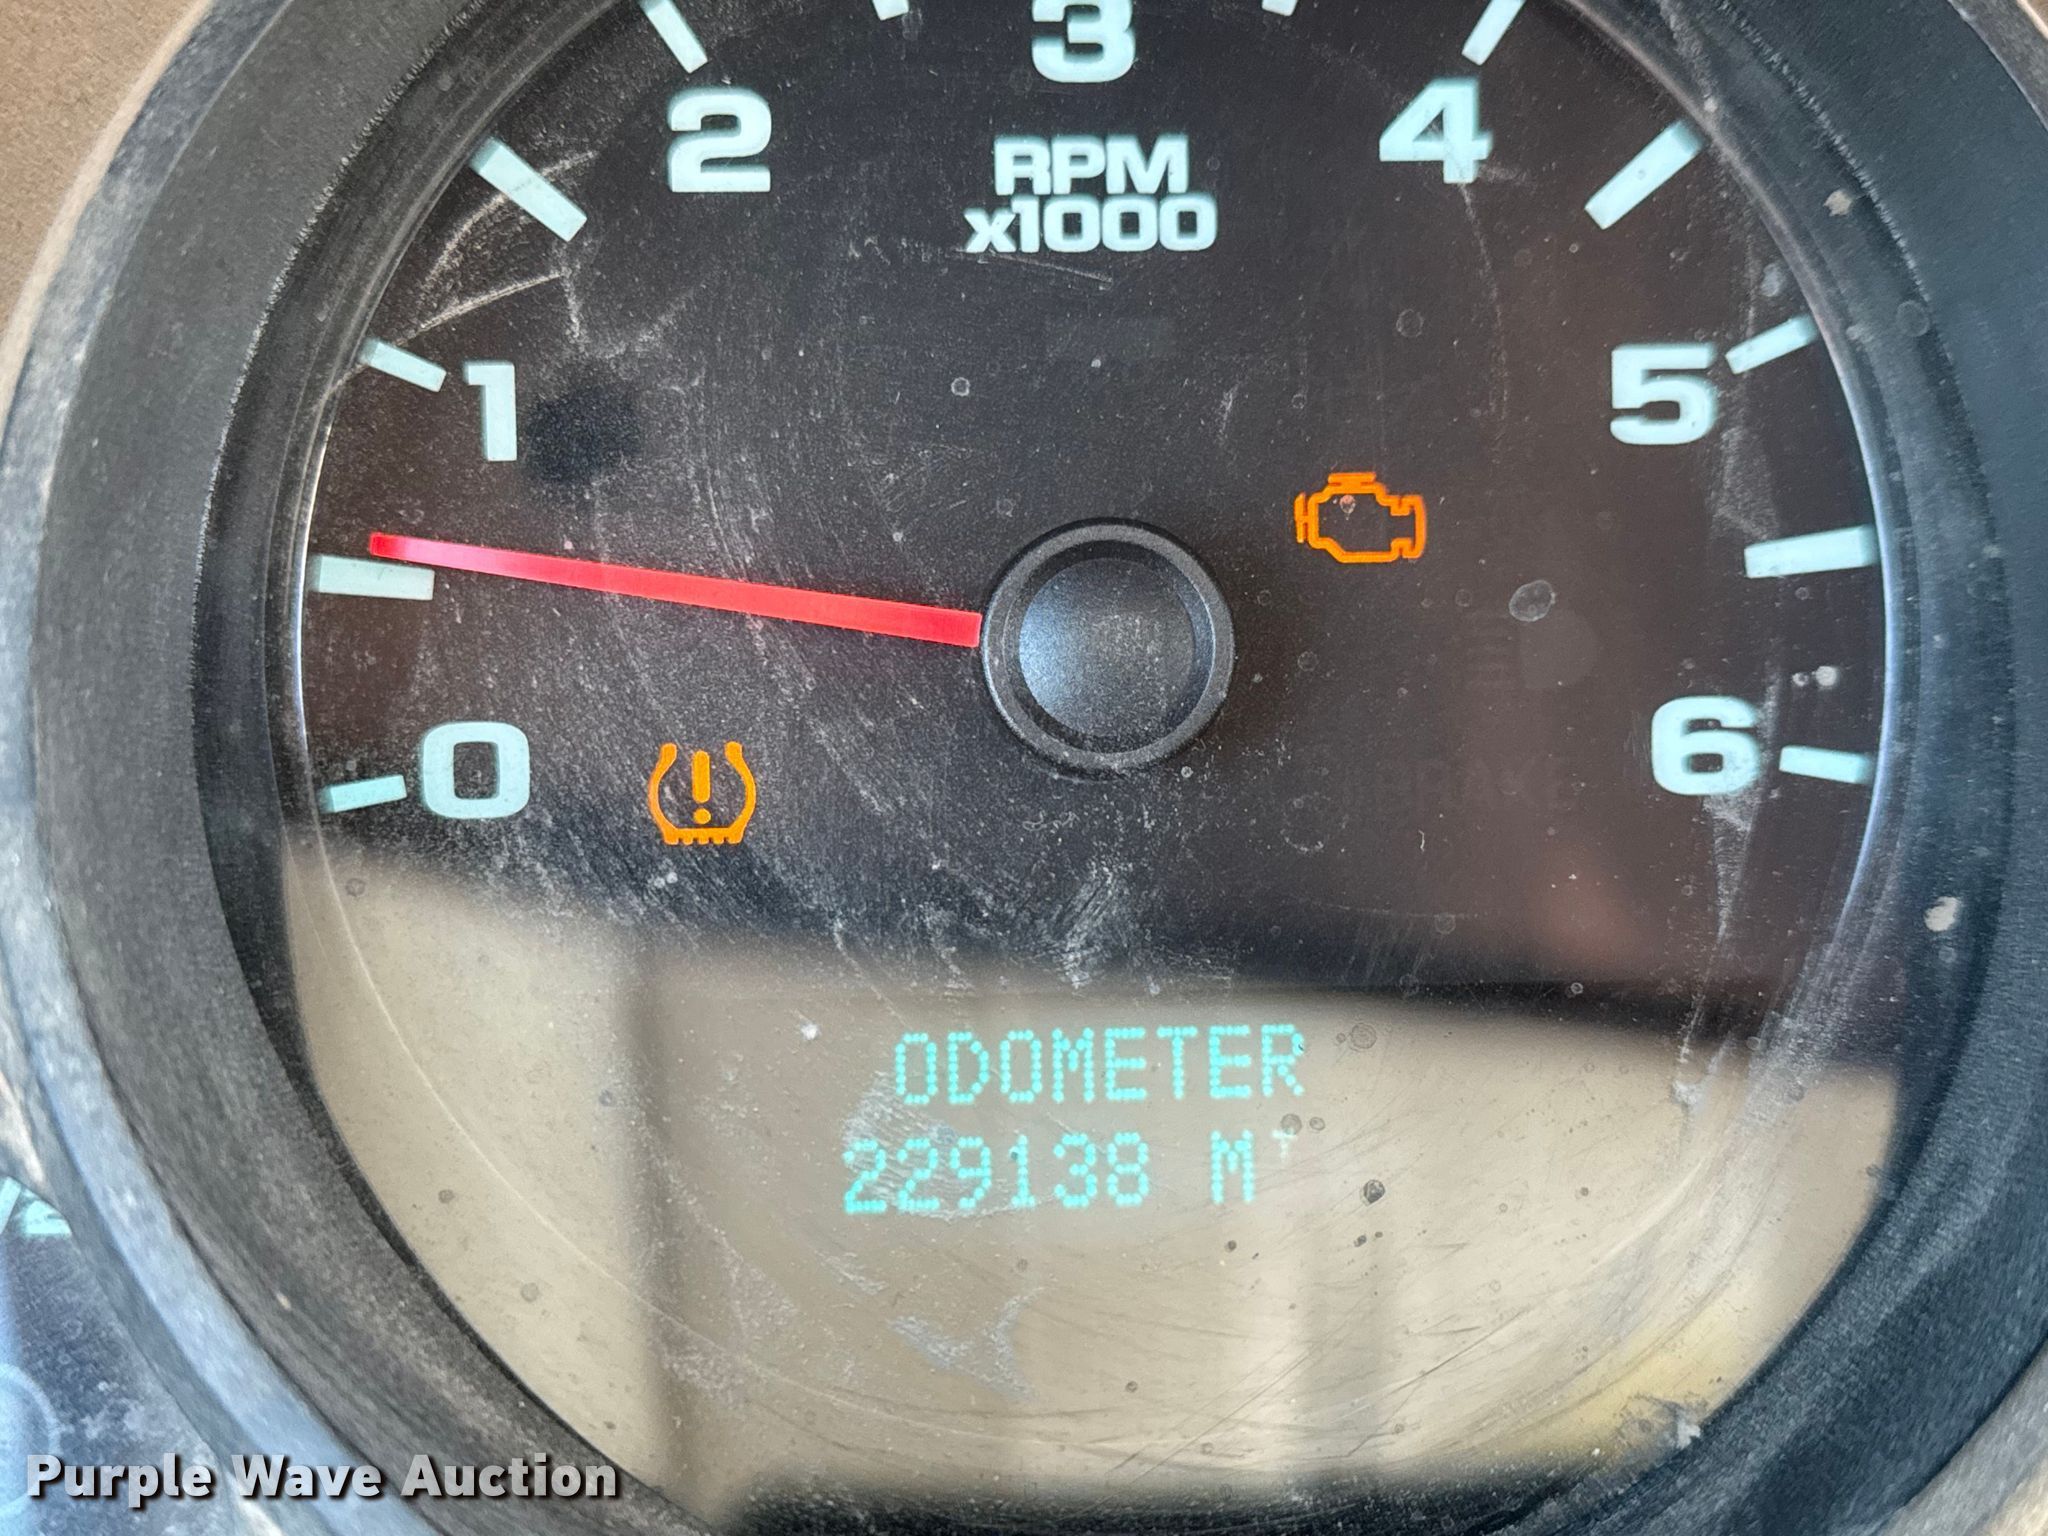 3
2
4
RPM
x1000
1
5
0
6
ODOMETER
229138 M
Purple Wave Auction